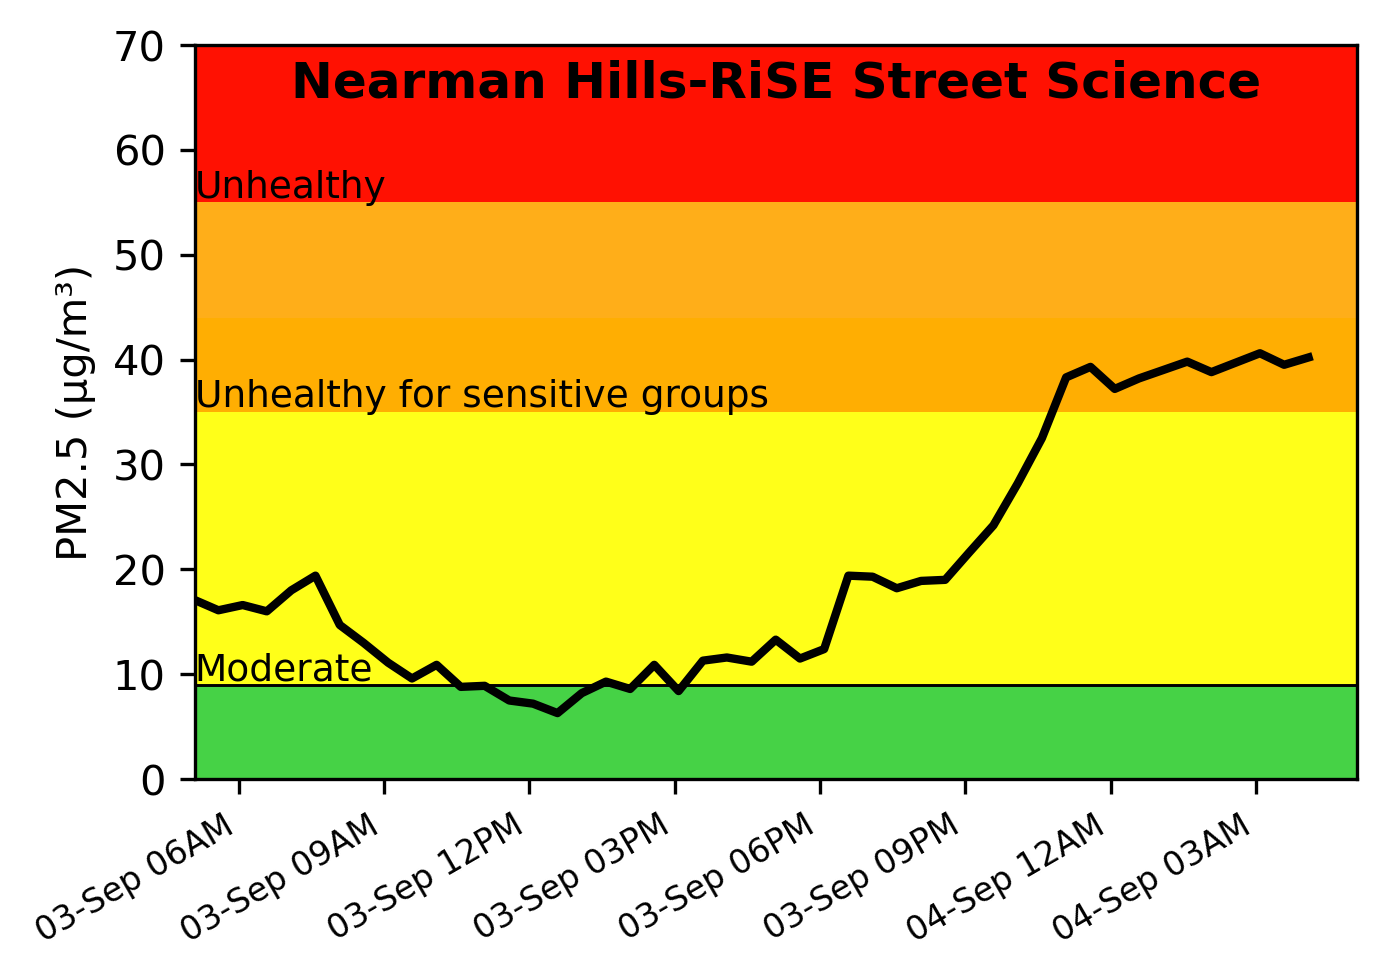 Nearman Hills-RiSE Street Science
PM2.5 (µg/m³)
70
60
50
40
30
20
10
0
Unhealthy
Unhealthy for sensitive groups
Moderate
03-Sep 06AM
03-Sep 09AM
03-Sep 12PM
03-Sep 03PM
03-Sep 06PM
03-Sep 09PM
04-Sep 12AM
04-Sep 03AM